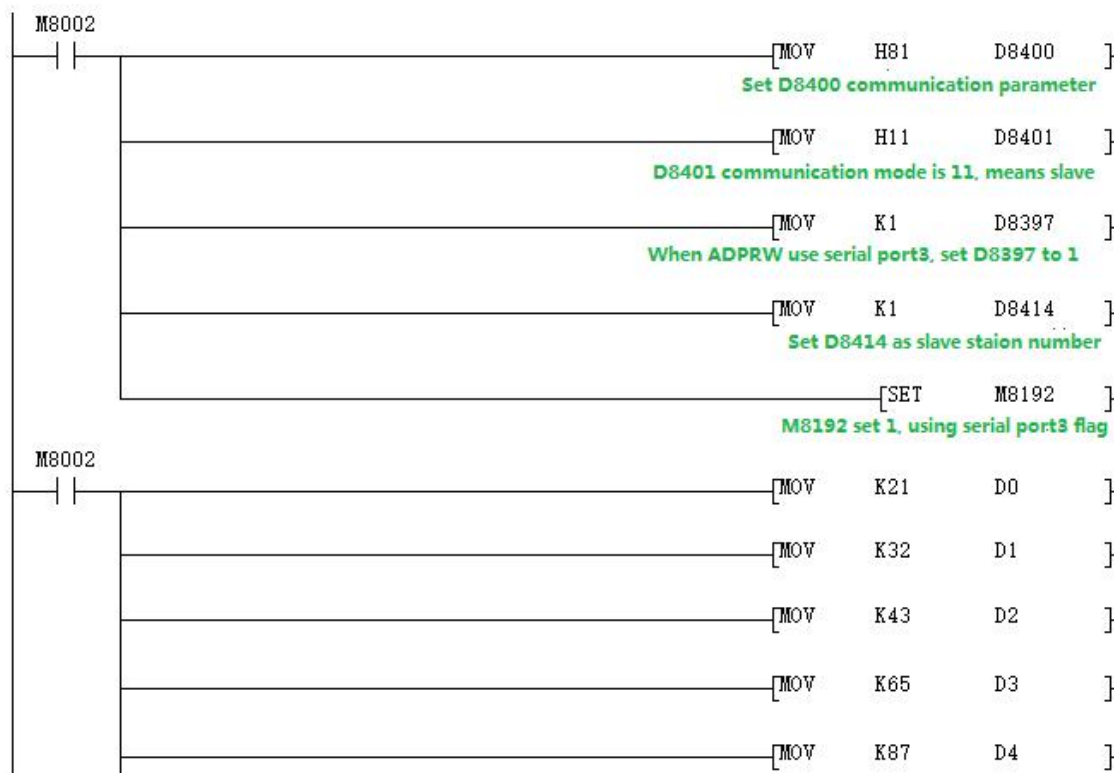 M8002
MOV H81 D8400
Set D8400 communication parameter
MOV H11 D8401
D8401 communication mode is 11, means slave
MOV K1 D8397
When ADPRW use serial port3, set D8397 to 1
MOV K1 D8414
Set D8414 as slave staion number
SET M8192
M8192 set 1, using serial port3 flag
M8002
MOV K21 D0
MOV K32 D1
MOV K43 D2
MOV K65 D3
MOV K87 D4